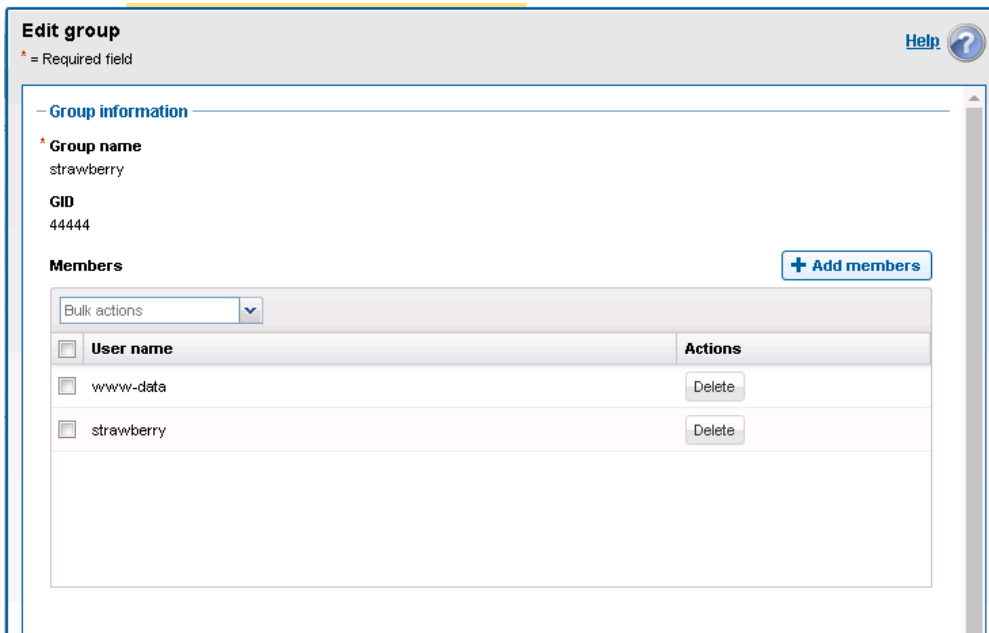 Edit group
* = Required field
Help
?
Group information
* Group name
strawberry
GID
44444
Members
+ Add members
Bulk actions
User name Actions
www-data Delete
strawberry Delete